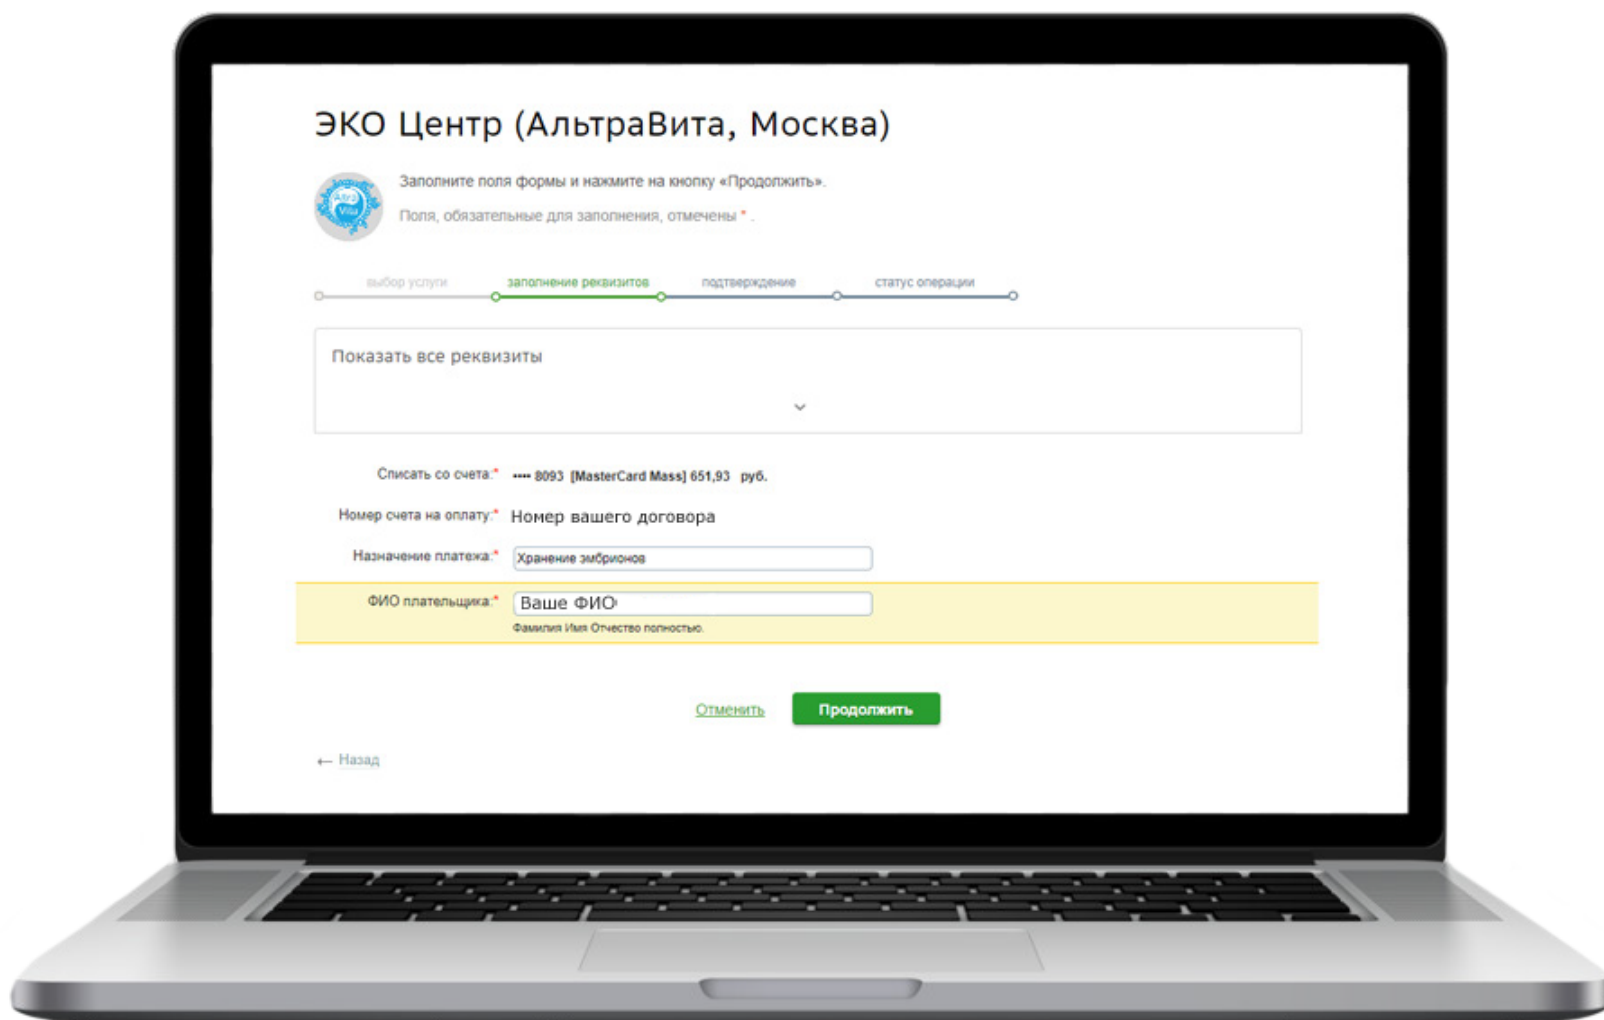 ЭКО Центр (АльтраВита, Москва)
Заполните поля формы и нажмите на кнопку «Продолжить».
Altra
Vita
Поля, обязательные для заполнения, отмечены * .
выбор услуги заполнение реквизитов подтверждение статус операции
Показать все реквизиты
Списать со счета:* •••• 8093 [MasterCard Mass] 651,93 руб.
Номер счета на оплату:* Номер вашего договора
Назначение платежа:* Хранение эмбрионов
ФИО плательщика:* Ваше ФИО
Фамилия Имя Отчество полностью.
Отменить Продолжить
← Назад